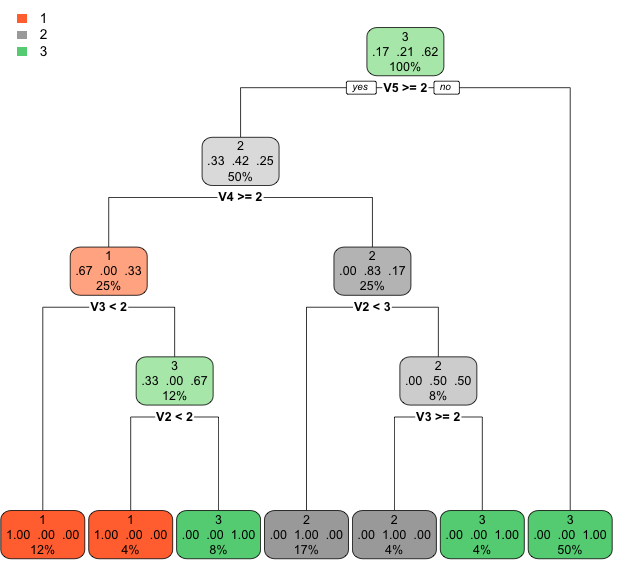 1
2
3
3
.17 .21 .62
100%
yes V5 >= 2 no
2
.33 .42 .25
50%
V4 >= 2
1
.67 .00 .33
25%
2
.00 .83 .17
25%
V3 < 2
V2 < 3
3
.33 .00 .67
12%
2
.00 .50 .50
8%
V2 < 2
V3 >= 2
1
1.00 .00 .00
12%
1
1.00 .00 .00
4%
3
.00 .00 1.00
8%
2
.00 1.00 .00
17%
2
.00 1.00 .00
4%
3
.00 .00 1.00
4%
3
.00 .00 1.00
50%